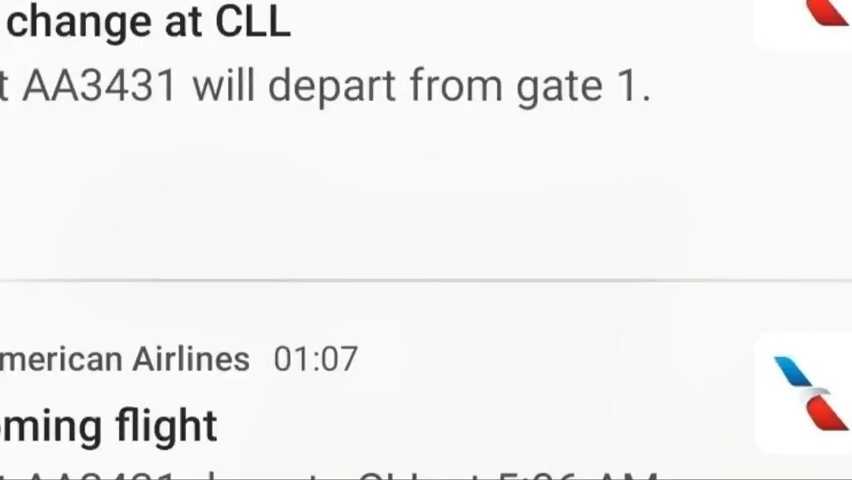 change at CLL
t AA3431 will depart from gate 1.
merican Airlines 01:07
ming flight